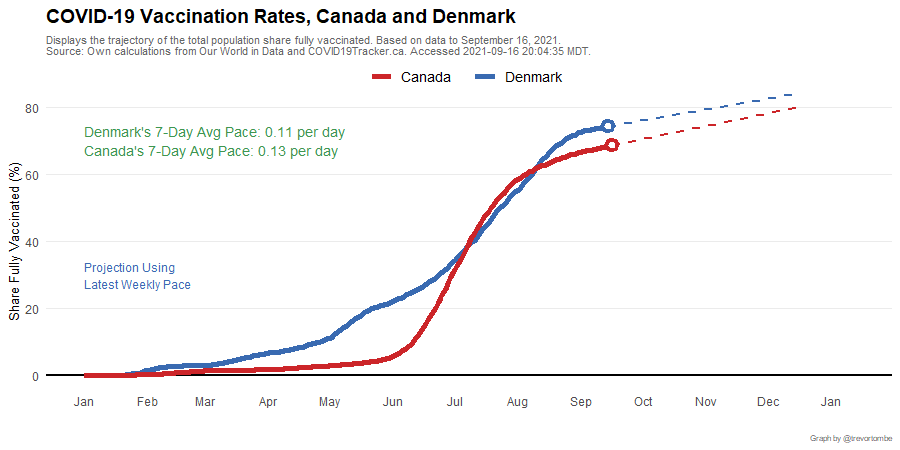 COVID-19 Vaccination Rates, Canada and Denmark
Displays the trajectory of the total population share fully vaccinated. Based on data to September 16, 2021.
Source: Own calculations from Our World in Data and COVID19Tracker.ca. Accessed 2021-09-16 20:04:35 MDT.
Canada Denmark
Denmark's 7-Day Avg Pace: 0.11 per day
Canada's 7-Day Avg Pace: 0.13 per day
Projection Using
Latest Weekly Pace
Share Fully Vaccinated (%)
80
60
40
20
0
Jan Feb Mar Apr May Jun Jul Aug Sep Oct Nov Dec Jan
Graph by @trevortombe